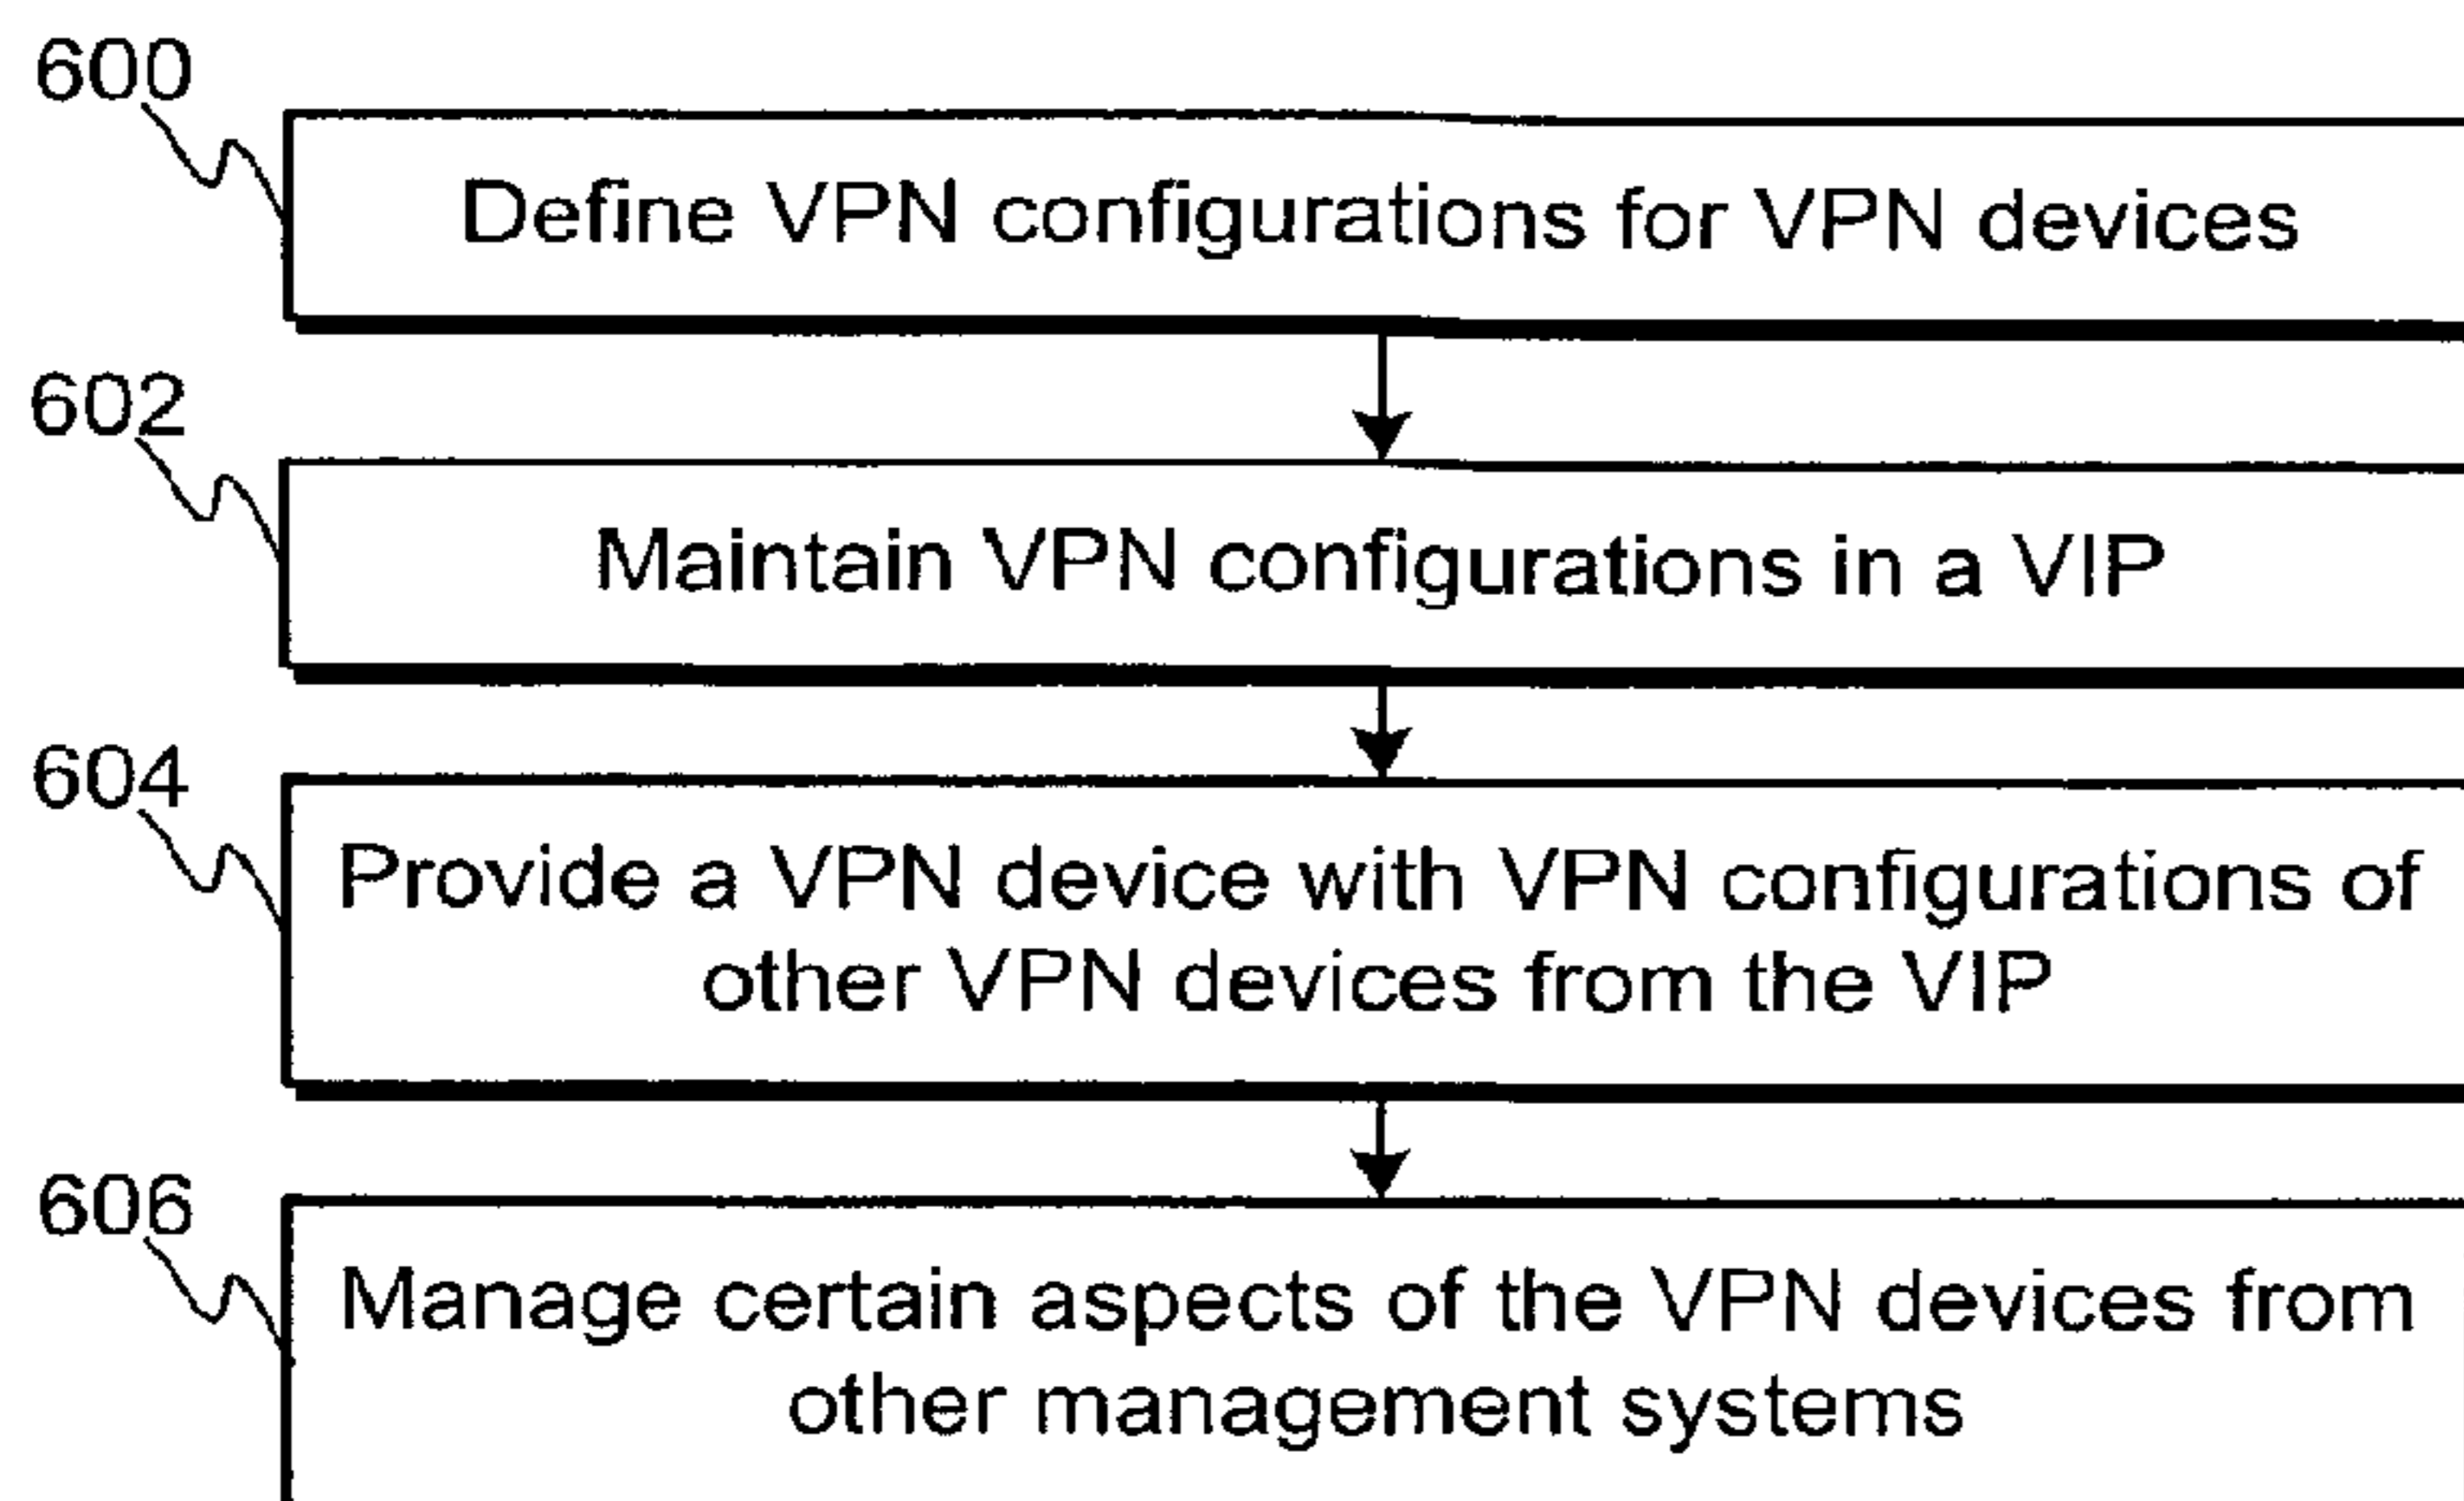 600
Define VPN configurations for VPN devices
602
Maintain VPN configurations in a VIP
604
Provide a VPN device with VPN configurations of
other VPN devices from the VIP
606
Manage certain aspects of the VPN devices from
other management systems